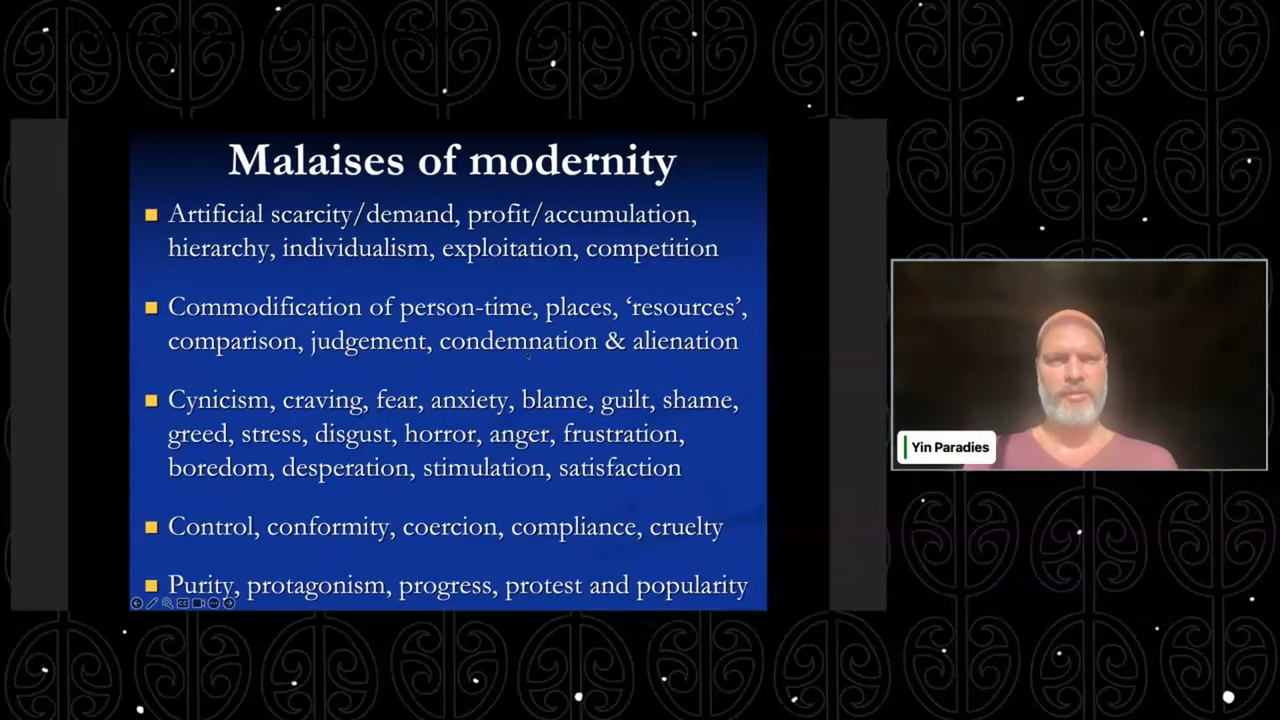 Malaises of modernity
Artificial scarcity/demand, profit/accumulation,
hierarchy, individualism, exploitation, competition
Commodification of person-time, places, ‘resources’,
comparison, judgement, condemnation & alienation
Cynicism, craving, fear, anxiety, blame, guilt, shame,
greed, stress, disgust, horror, anger, frustration,
boredom, desperation, stimulation, satisfaction
Control, conformity, coercion, compliance, cruelty
Purity, protagonism, progress, protest and popularity
Yin Paradies